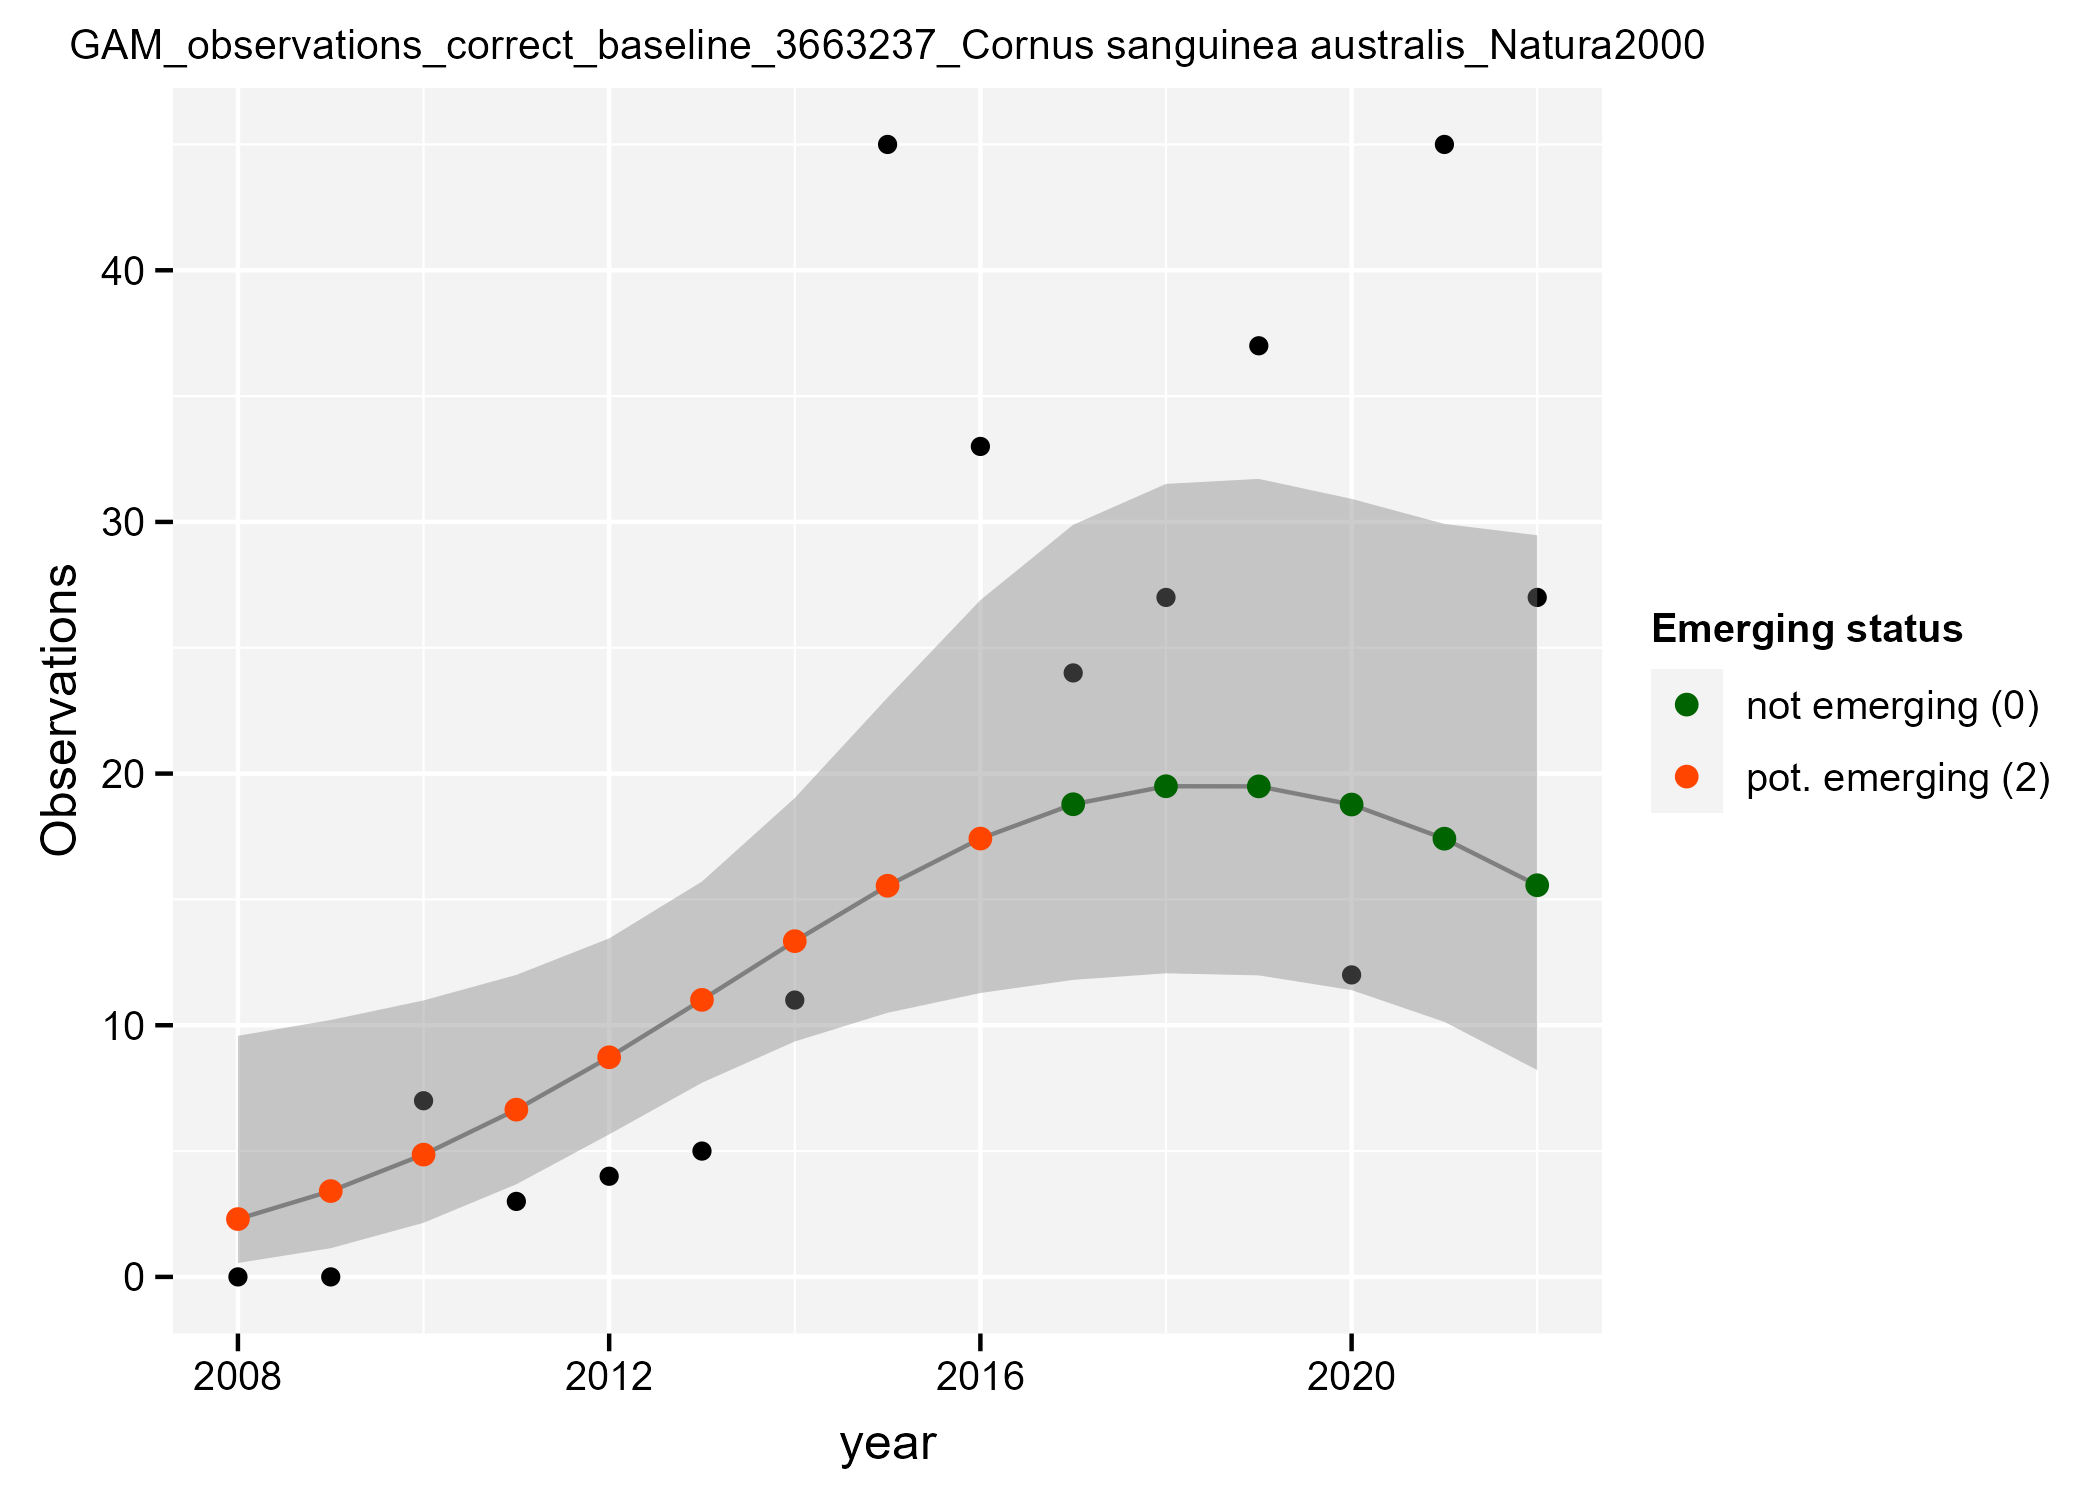 GAM_observations_correct_baseline_3663237_Cornus sanguinea australis_Natura2000
Observations
40
30
20
10
0
2008 2012 2016 2020
year
Emerging status
not emerging (0)
pot. emerging (2)